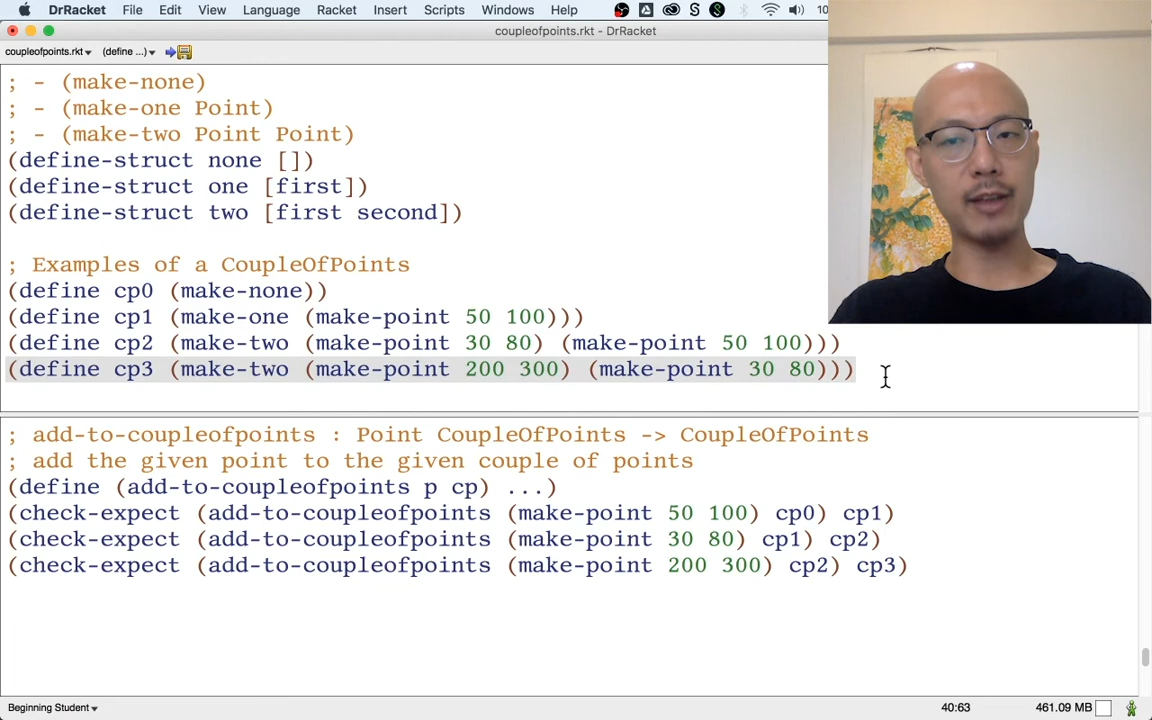 DrRacket File Edit View Language Racket Insert Scripts Windows Help 10
coupleofpoints.rkt - DrRacket
coupleofpoints.rkt (define ...)
; - (make-none)
; - (make-one Point)
; - (make-two Point Point)
(define-struct none [])
(define-struct one [first])
(define-struct two [first second])
; Examples of a CoupleOfPoints
(define cp0 (make-none))
(define cp1 (make-one (make-point 50 100)))
(define cp2 (make-two (make-point 30 80) (make-point 50 100)))
(define cp3 (make-two (make-point 200 300) (make-point 30 80)))
; add-to-coupleofpoints : Point CoupleOfPoints -> CoupleOfPoints
; add the given point to the given couple of points
(define (add-to-coupleofpoints p cp) ...)
(check-expect (add-to-coupleofpoints (make-point 50 100) cp0) cp1)
(check-expect (add-to-coupleofpoints (make-point 30 80) cp1) cp2)
(check-expect (add-to-coupleofpoints (make-point 200 300) cp2) cp3)
Beginning Student 40:63 461.09 MB